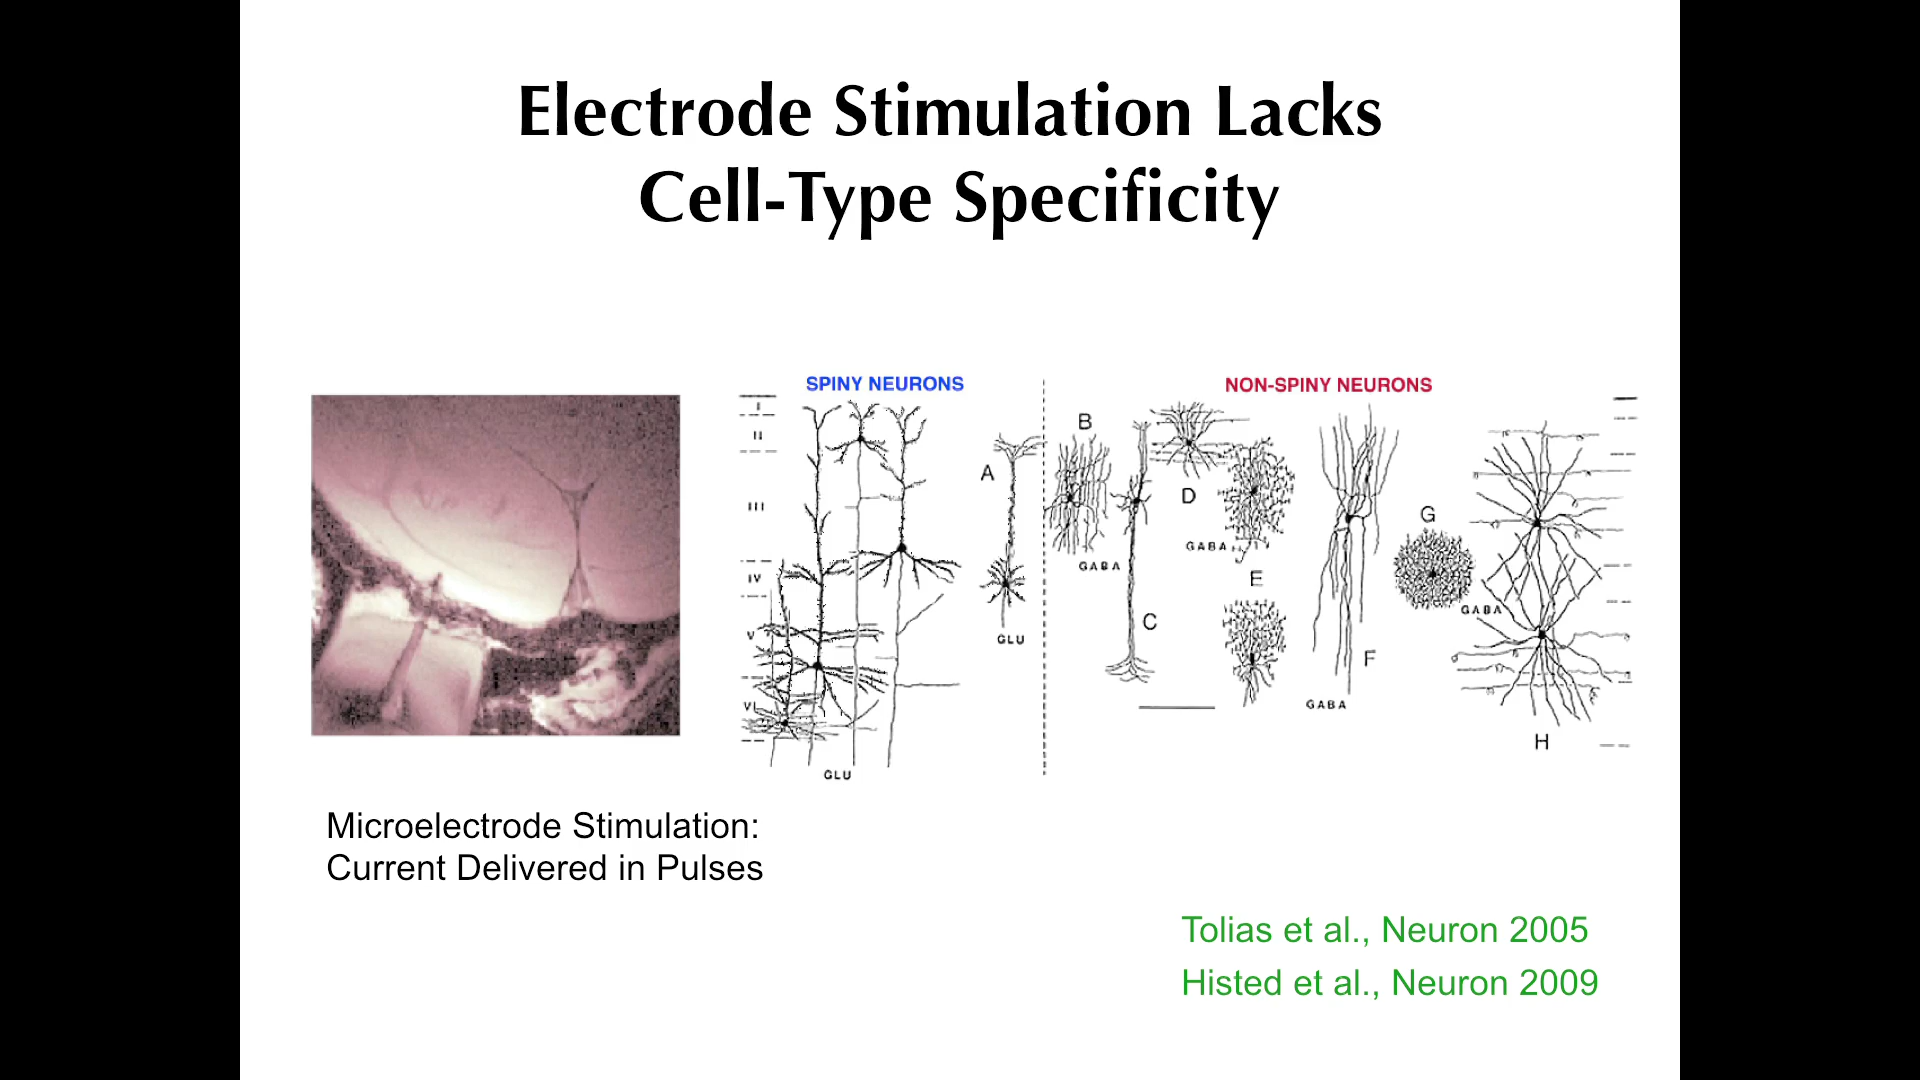 Electrode Stimulation Lacks
Cell-Type Specificity
SPINY NEURONS
NON-SPINY NEURONS
I
II
III
IV
V
VI
A
GLU
GLU
B
GABA
C
D
GABA
E
F
GABA
G
GABA
H
Microelectrode Stimulation:
Current Delivered in Pulses
Tolias et al., Neuron 2005
Histed et al., Neuron 2009